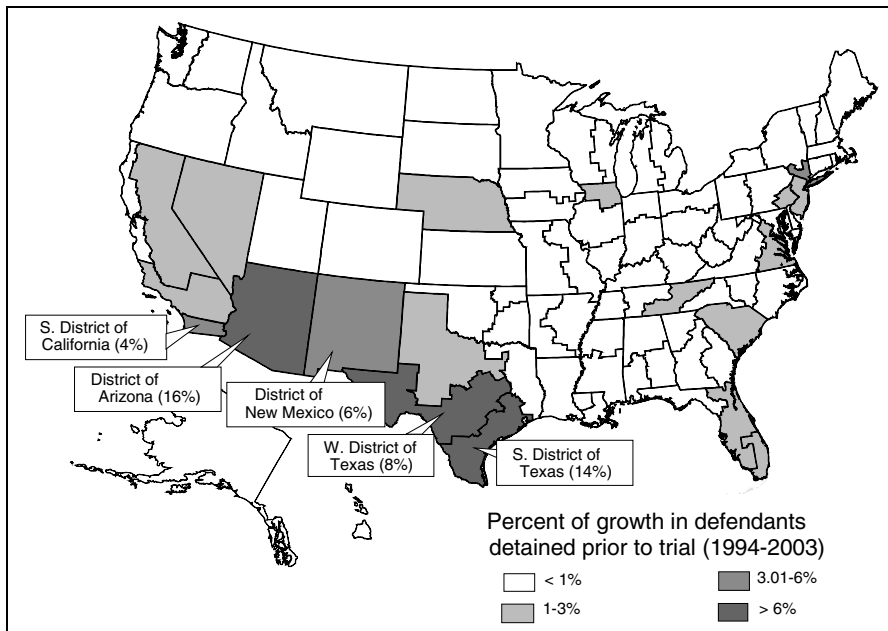 S. District of
California (4%)
District of
Arizona (16%)
District of
New Mexico (6%)
W. District of
Texas (8%)
S. District of
Texas (14%)
Percent of growth in defendants
detained prior to trial (1994-2003)
< 1%
3.01-6%
1-3%
> 6%